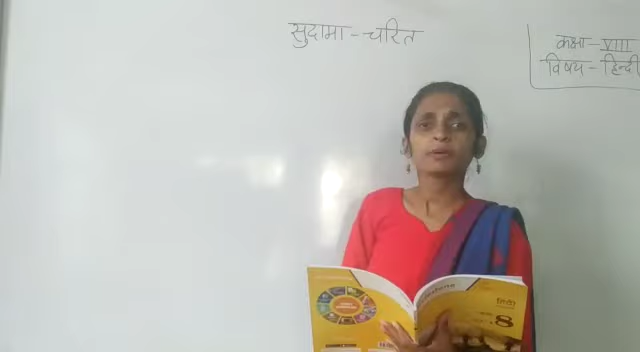 सुदामा - चरित
कक्षा - VIII
विषय - हिन्दी
हिंदी
8